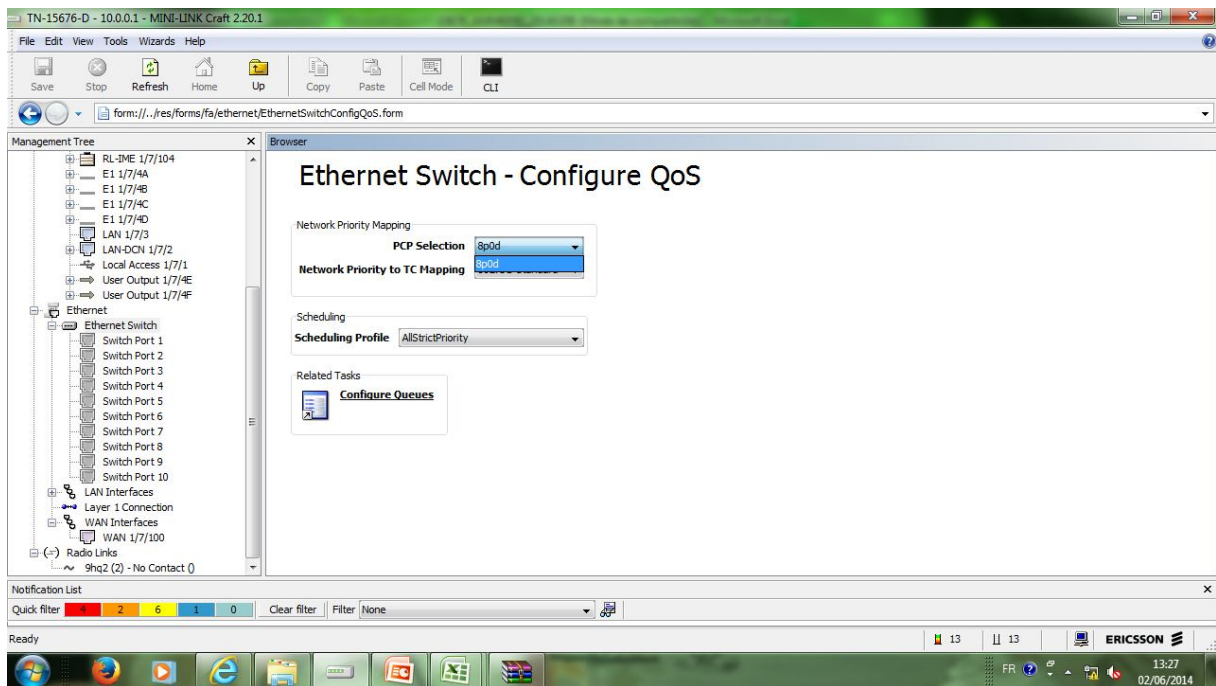 TN-15676-D - 10.0.0.1 - MINI-LINK Craft 2.20.1
File Edit View Tools Wizards Help
Save Stop Refresh Home Up Copy Paste Cell Mode CLI
form://../res/forms/fa/ethernet/EthernetSwitchConfigQoS.form
Management Tree
RL-IME 1/7/104
E1 1/7/4A
E1 1/7/4B
E1 1/7/4C
E1 1/7/4D
LAN 1/7/3
LAN-DCN 1/7/2
Local Access 1/7/1
User Output 1/7/4E
User Output 1/7/4F
Ethernet
Ethernet Switch
Switch Port 1
Switch Port 2
Switch Port 3
Switch Port 4
Switch Port 5
Switch Port 6
Switch Port 7
Switch Port 8
Switch Port 9
Switch Port 10
LAN Interfaces
Layer 1 Connection
WAN Interfaces
WAN 1/7/100
Radio Links
9hq2 (2) - No Contact ()
Browser
Ethernet Switch - Configure QoS
Network Priority Mapping
PCP Selection 8p0d
8p0d
Network Priority to TC Mapping
Scheduling
Scheduling Profile AllStrictPriority
Related Tasks
Configure Queues
Notification List
Quick filter 4 2 6 1 0 Clear filter Filter None
Ready 13 13 ERICSSON
FR 13:27
02/06/2014